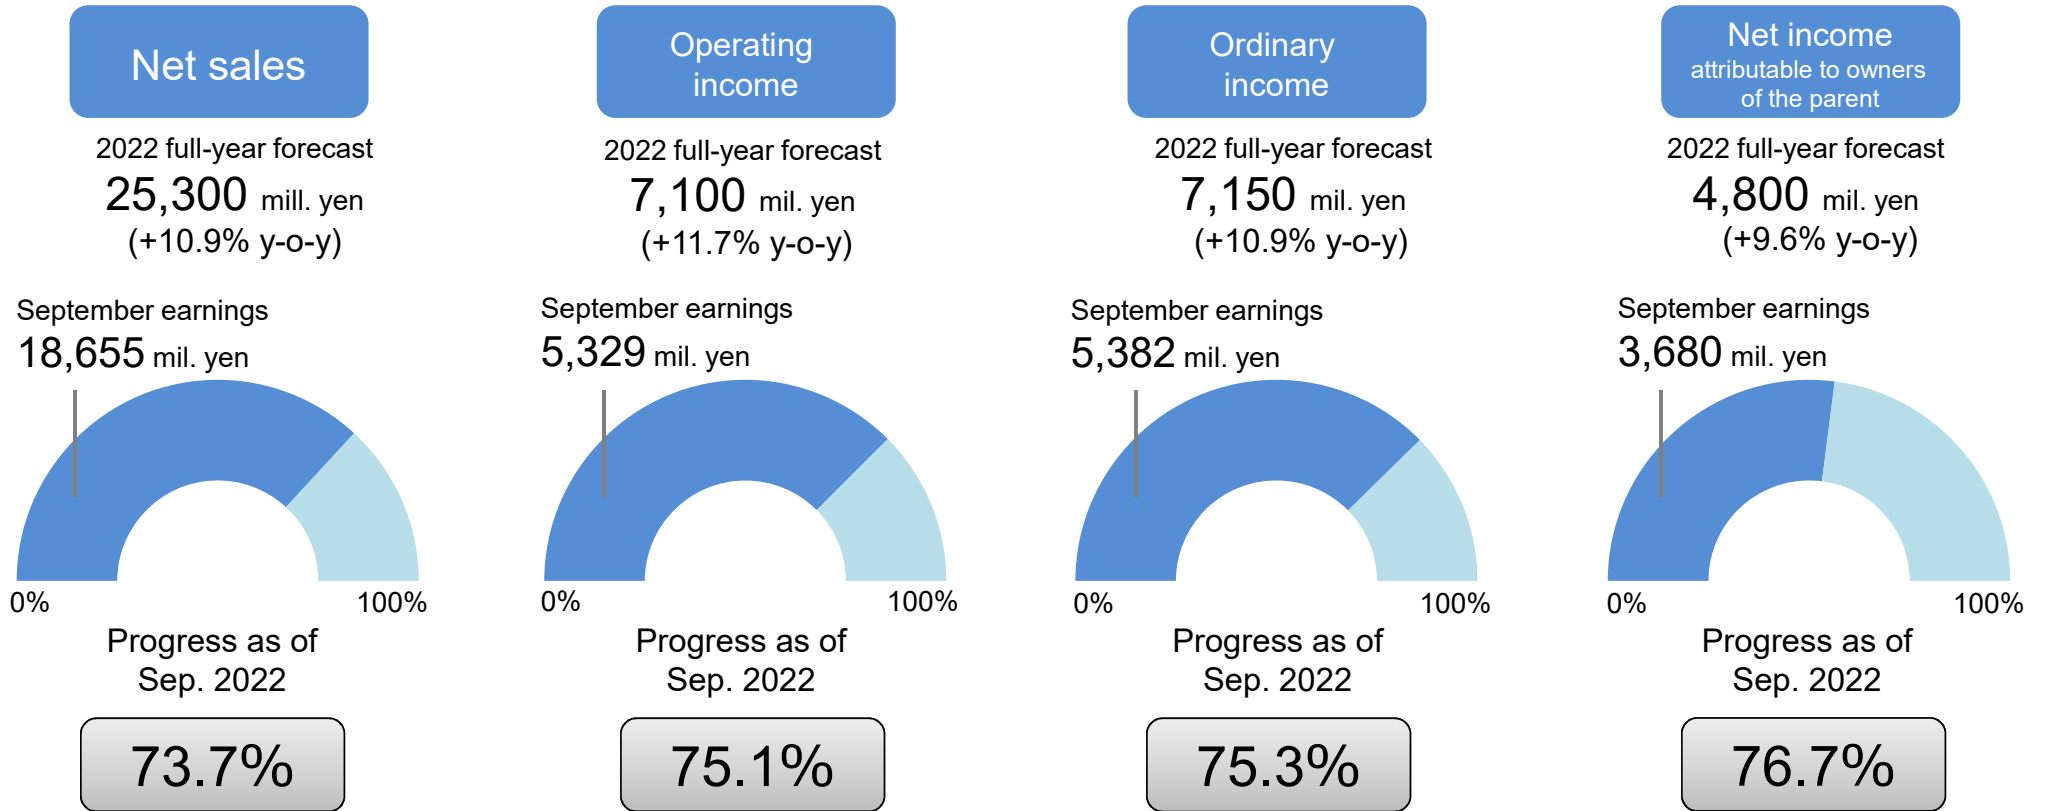 Net sales
2022 full-year forecast
25,300 mill. yen
(+10.9% y-o-y)
September earnings
18,655 mil. yen
0%
100%
Progress as of
Sep. 2022
73.7%
Operating
income
2022 full-year forecast
7,100 mil. yen
(+11.7% y-o-y)
September earnings
5,329 mil. yen
0%
100%
Progress as of
Sep. 2022
75.1%
Ordinary
income
2022 full-year forecast
7,150 mil. yen
(+10.9% y-o-y)
September earnings
5,382 mil. yen
0%
100%
Progress as of
Sep. 2022
75.3%
Net income
attributable to owners
of the parent
2022 full-year forecast
4,800 mil. yen
(+9.6% y-o-y)
September earnings
3,680 mil. yen
0%
100%
Progress as of
Sep. 2022
76.7%